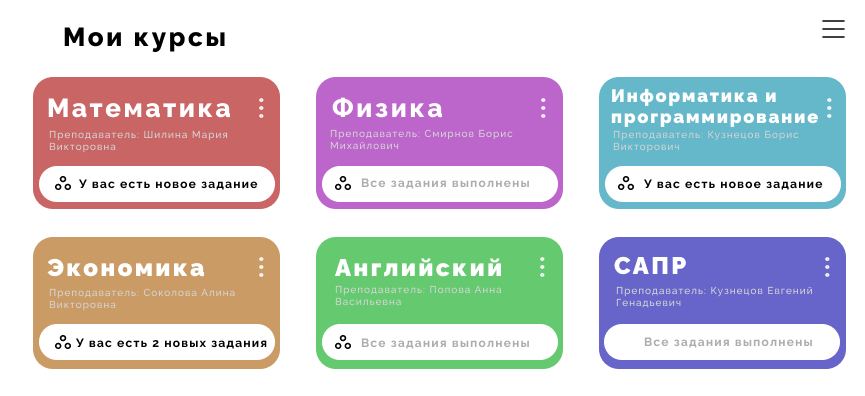 Мои курсы
Математика
Преподаватель: Шилина Мария
Викторовна
У вас есть новое задание
Физика
Преподаватель: Смирнов Борис
Михайлович
Все задания выполнены
Информатика и
программирование
Преподаватель: Кузнецов Борис
Викторович
У вас есть новое задание
Экономика
Преподаватель: Соколова Алина
Викторовна
У вас есть 2 новых задания
Английский
Преподаватель: Попова Анна
Васильевна
Все задания выполнены
САПР
Преподаватель: Кузнецов Евгений
Генадьевич
Все задания выполнены